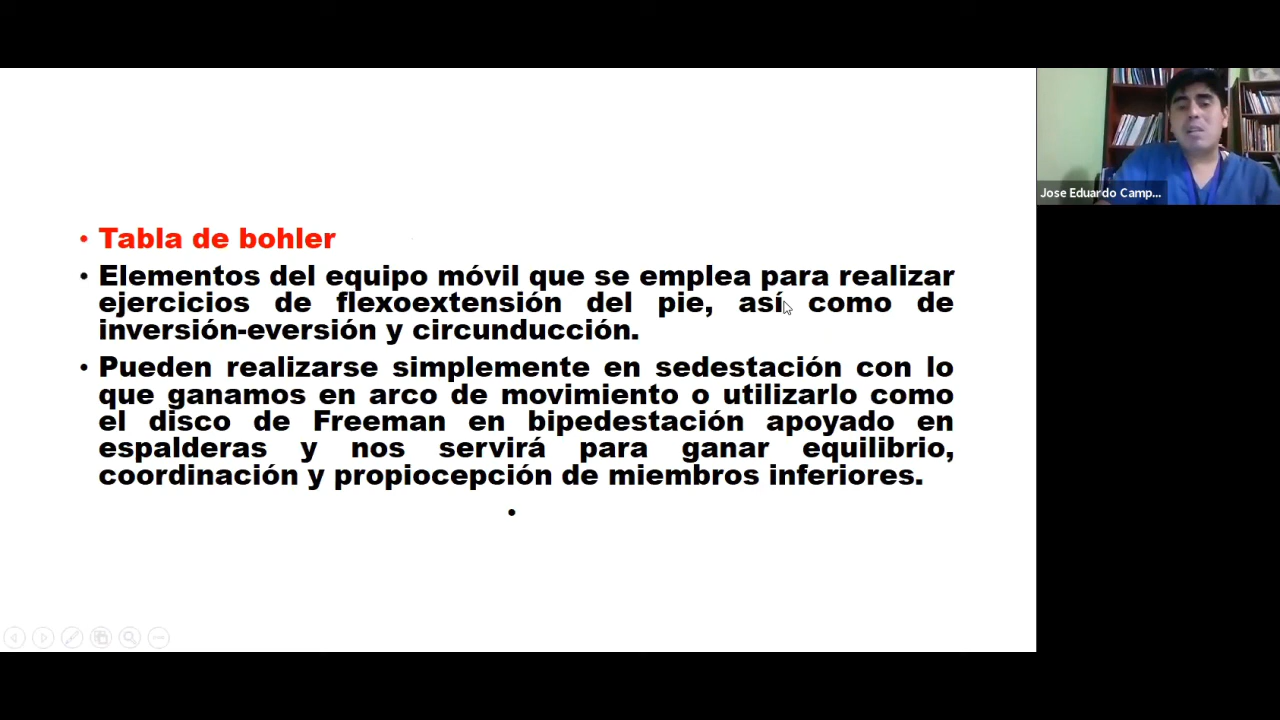 Jose Eduardo Camp...
• Tabla de bohler
• Elementos del equipo móvil que se emplea para realizar
ejercicios de flexoextensión del pie, así como de
inversión-eversión y circunducción.
• Pueden realizarse simplemente en sedestación con lo
que ganamos en arco de movimiento o utilizarlo como
el disco de Freeman en bipedestación apoyado en
espalderas y nos servirá para ganar equilibrio,
coordinación y propiocepción de miembros inferiores.
•